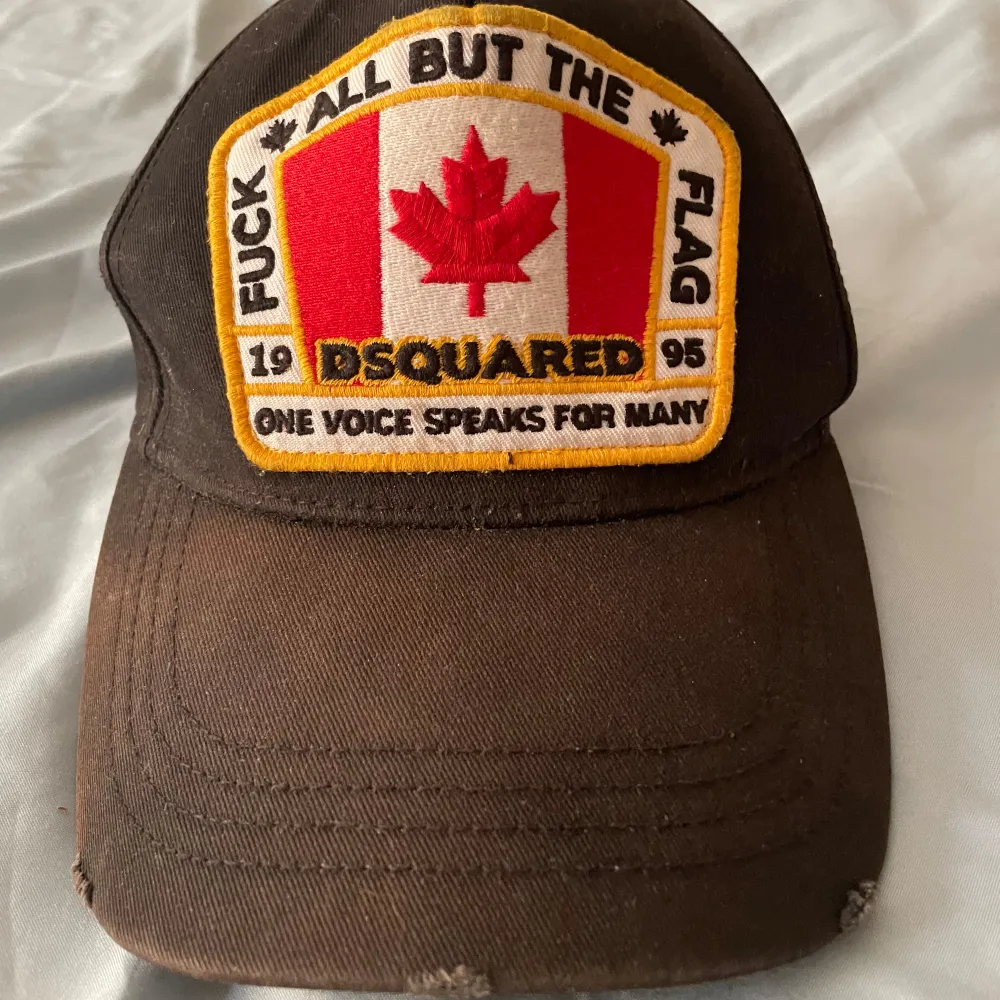 FUCK ALL BUT THE FLAG
19 DSQUARED 95
ONE VOICE SPEAKS FOR MANY